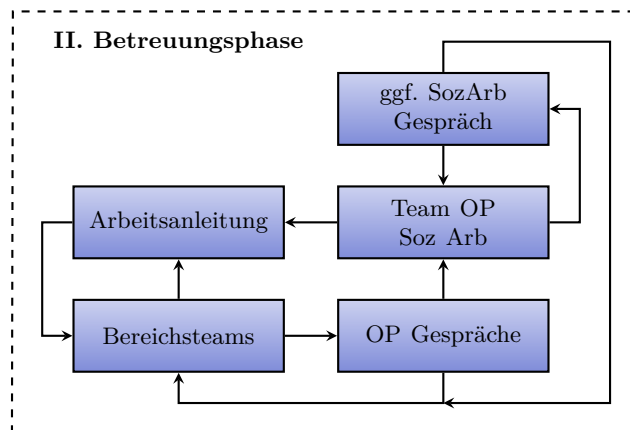 II. Betreuungsphase
ggf. SozArb
Gespräch
Arbeitsanleitung
Team OP
Soz Arb
Bereichsteams
OP Gespräche